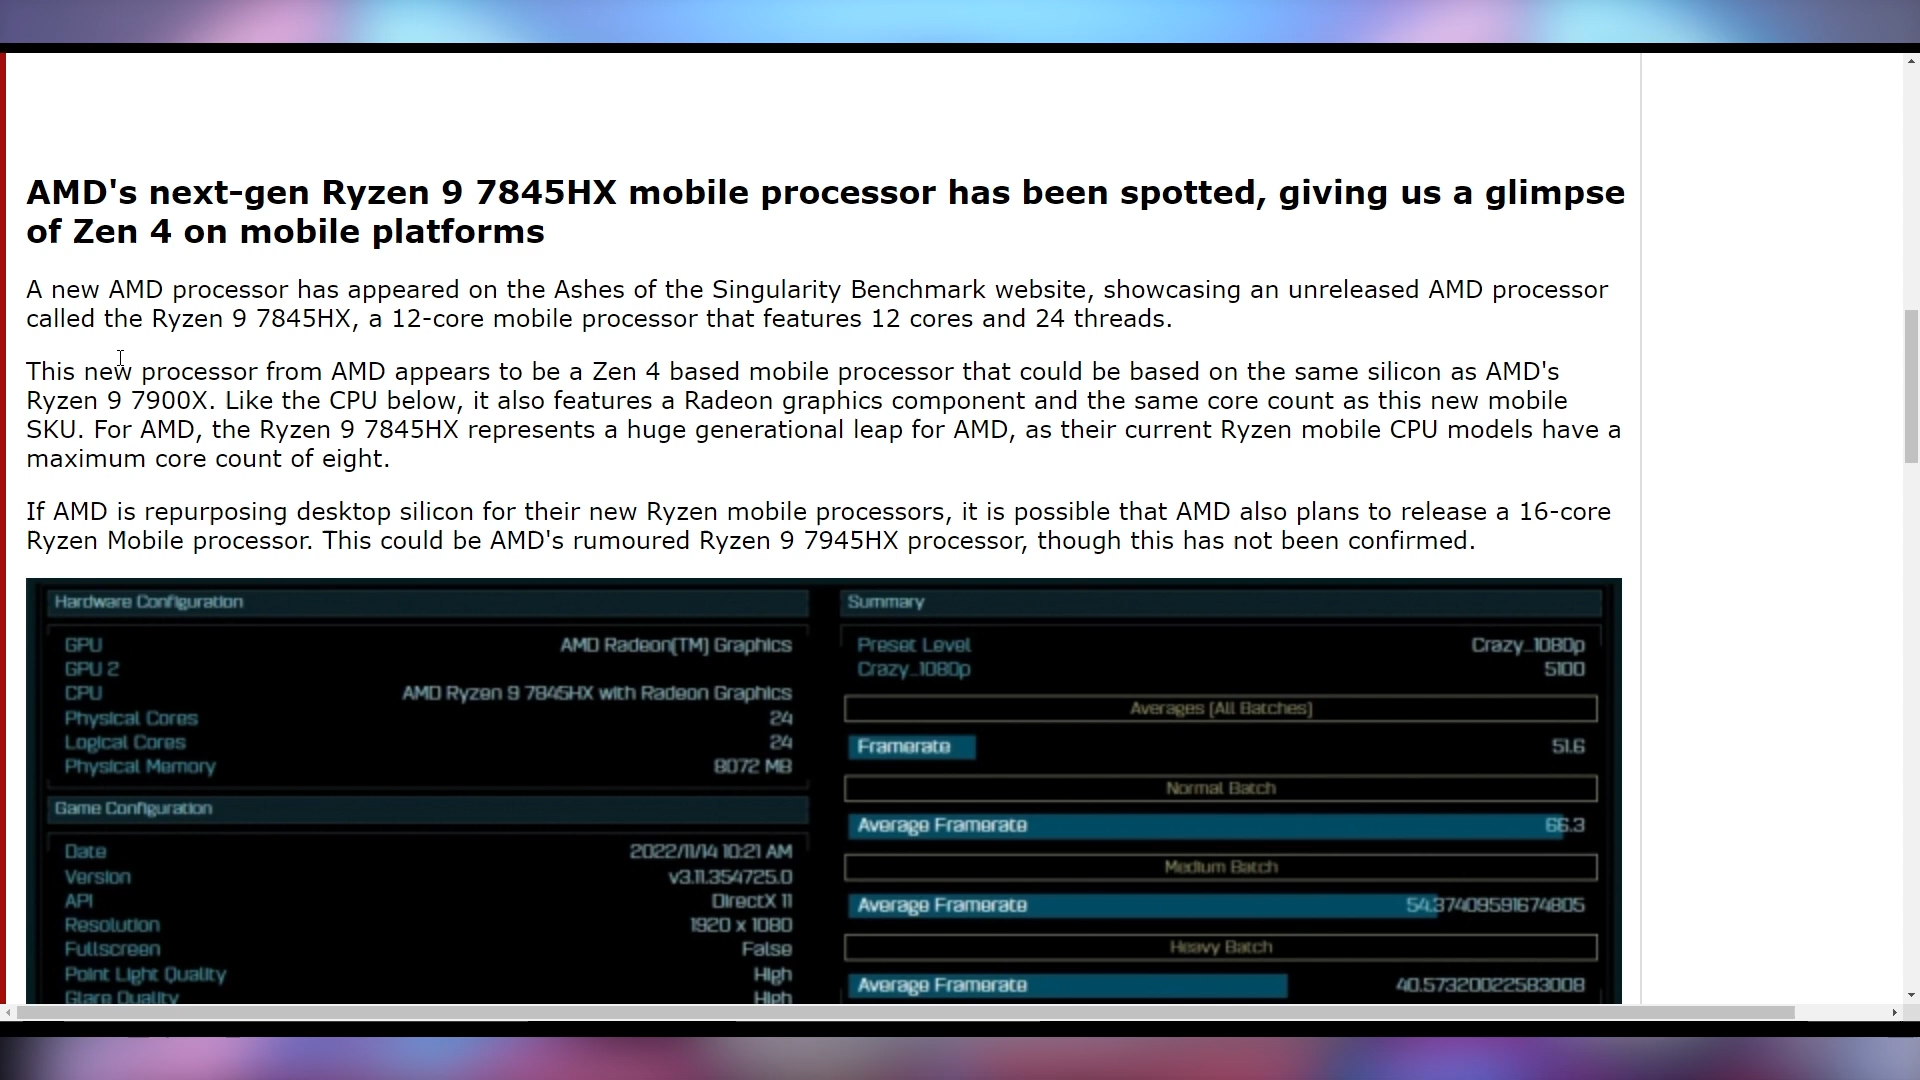 AMD's next-gen Ryzen 9 7845HX mobile processor has been spotted, giving us a glimpse
of Zen 4 on mobile platforms
A new AMD processor has appeared on the Ashes of the Singularity Benchmark website, showcasing an unreleased AMD processor
called the Ryzen 9 7845HX, a 12-core mobile processor that features 12 cores and 24 threads.
This new processor from AMD appears to be a Zen 4 based mobile processor that could be based on the same silicon as AMD's
Ryzen 9 7900X. Like the CPU below, it also features a Radeon graphics component and the same core count as this new mobile
SKU. For AMD, the Ryzen 9 7845HX represents a huge generational leap for AMD, as their current Ryzen mobile CPU models have a
maximum core count of eight.
If AMD is repurposing desktop silicon for their new Ryzen mobile processors, it is possible that AMD also plans to release a 16-core
Ryzen Mobile processor. This could be AMD's rumoured Ryzen 9 7945HX processor, though this has not been confirmed.
Hardware Configuration
GPU AMD Radeon(TM) Graphics
GPU 2
CPU AMD Ryzen 9 7845HX with Radeon Graphics
Physical Cores 24
Logical Cores 24
Physical Memory 8072 MB
Game Configuration
Date 2022/11/14 10:21 AM
Version v3.11.354725.0
API DirectX 11
Resolution 1920 x 1080
Fullscreen False
Point Light Quality High
Glare Quality High
Summary
Preset Level Crazy_1080p
Crazy_1080p 5100
Averages (All Batches)
Framerate 51.6
Normal Batch
Average Framerate 66.3
Medium Batch
Average Framerate 54.37409591674805
Heavy Batch
Average Framerate 40.57320022583008